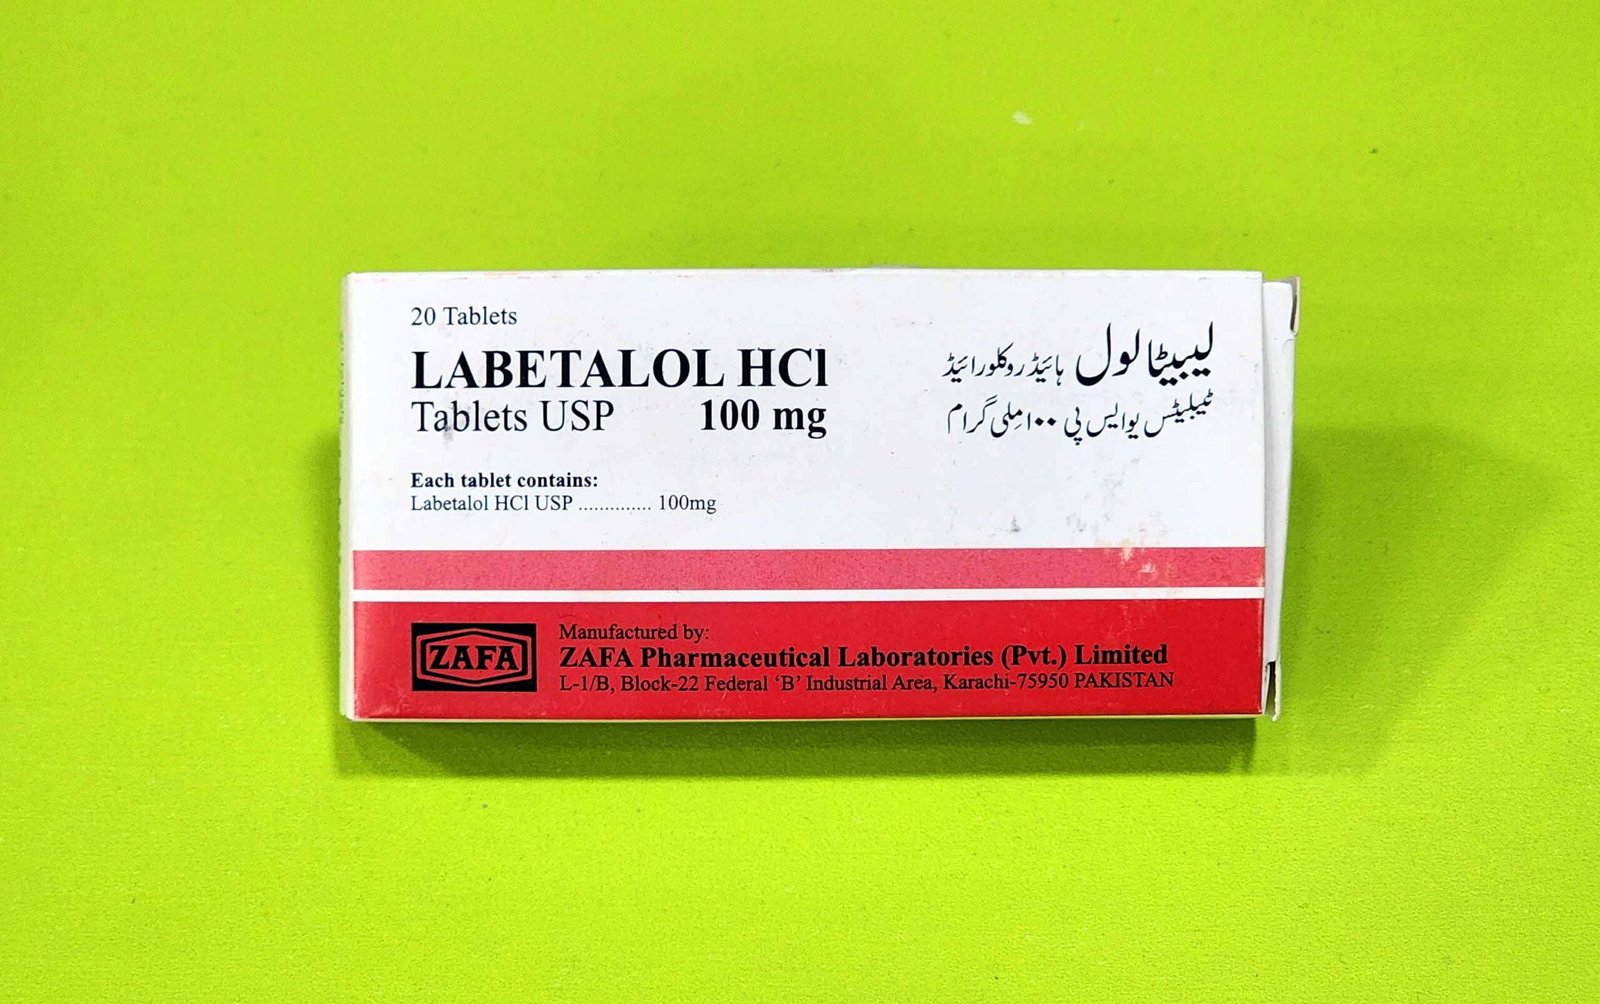 20 Tablets
LABETALOL HCl
Tablets USP 100 mg
لیبیٹالول ہائیڈروکلورائیڈ
ٹیبلیٹس یو ایس پی ۱۰۰ ملی گرام
Each tablet contains:
Labetalol HCl USP .............. 100mg
ZAFA
Manufactured by:
ZAFA Pharmaceutical Laboratories (Pvt.) Limited
L-1/B, Block-22 Federal ‘B’ Industrial Area, Karachi-75950 PAKISTAN